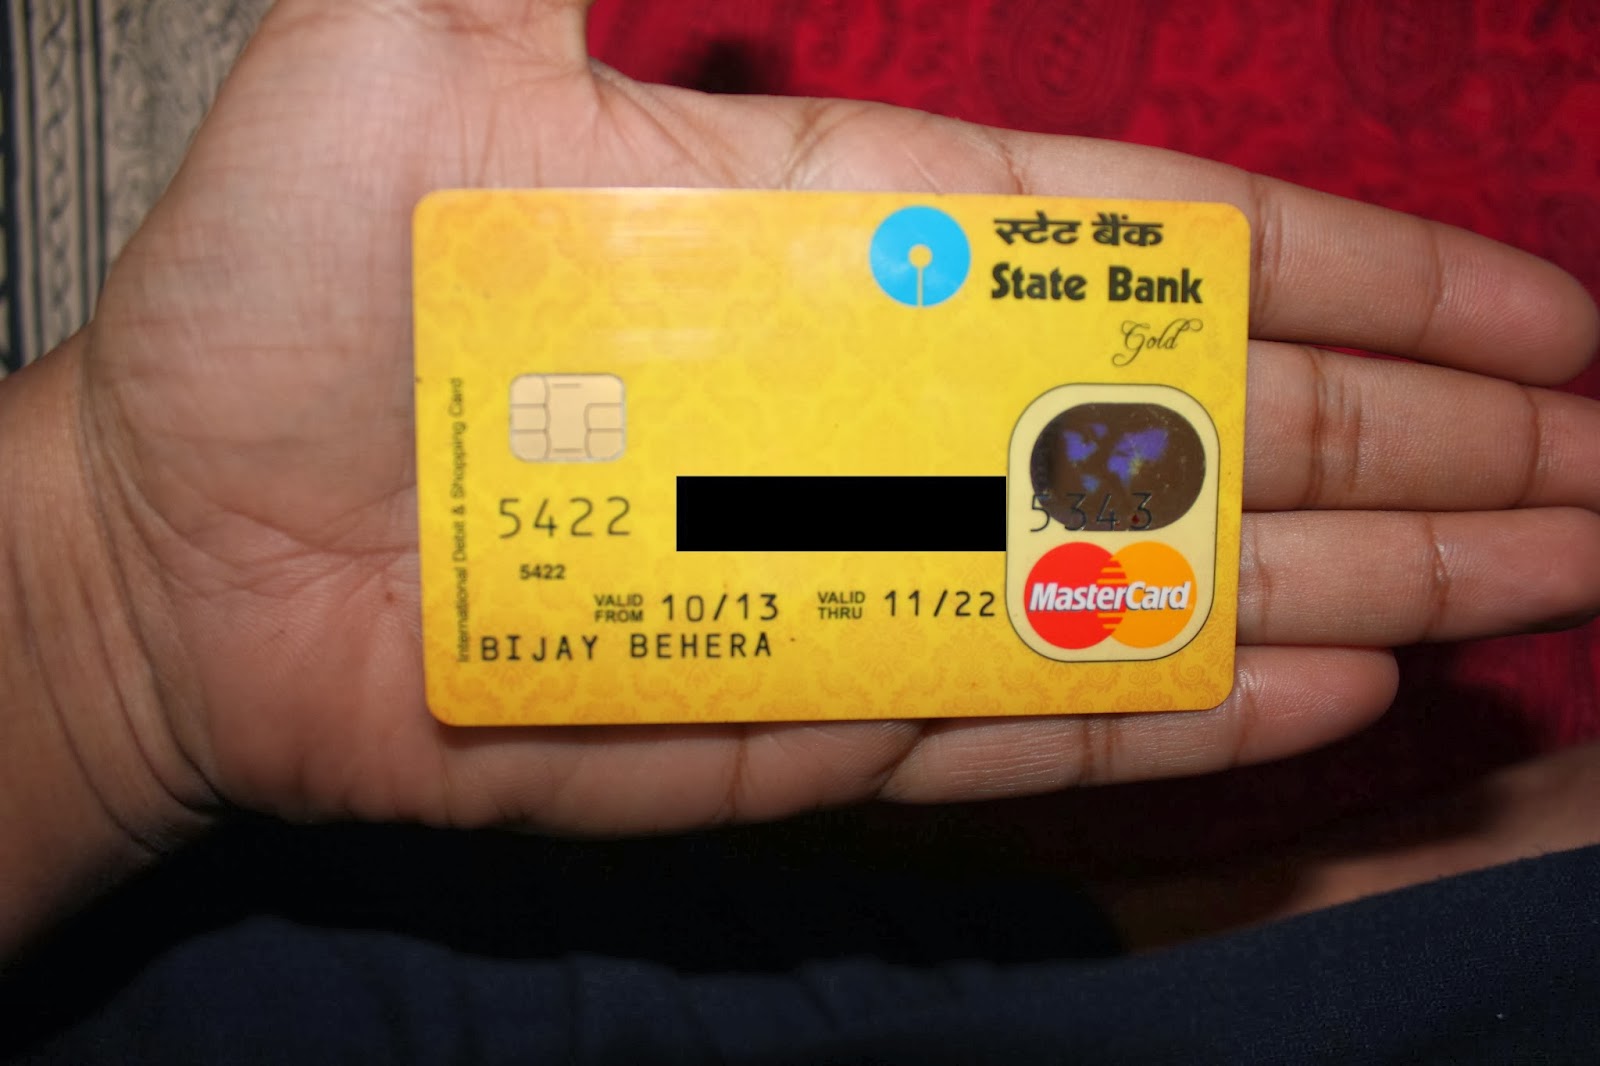 स्टेट बैंक
State Bank
Gold
International Debit & Shopping Card
5422 5343
5422
VALID FROM 10/13 VALID THRU 11/22
BIJAY BEHERA
MasterCard